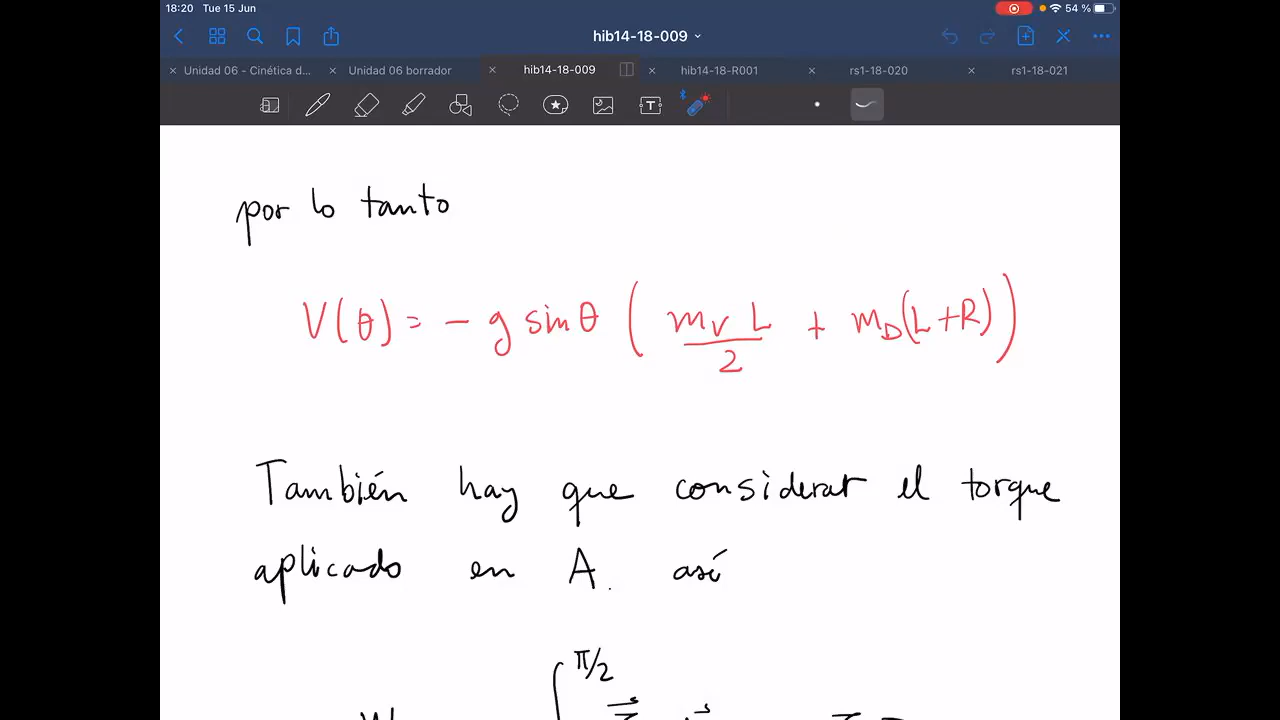 18:20 Tue 15 Jun 54 %
hib14-18-009
Unidad 06 - Cinética d... Unidad 06 borrador hib14-18-009 hib14-18-R001 rs1-18-020 rs1-18-021
por lo tanto
V(θ) = - g sinθ ( m_V L / 2 + m_D (L+R) )
También hay que considerar el torque
aplicado en A. así
π/2